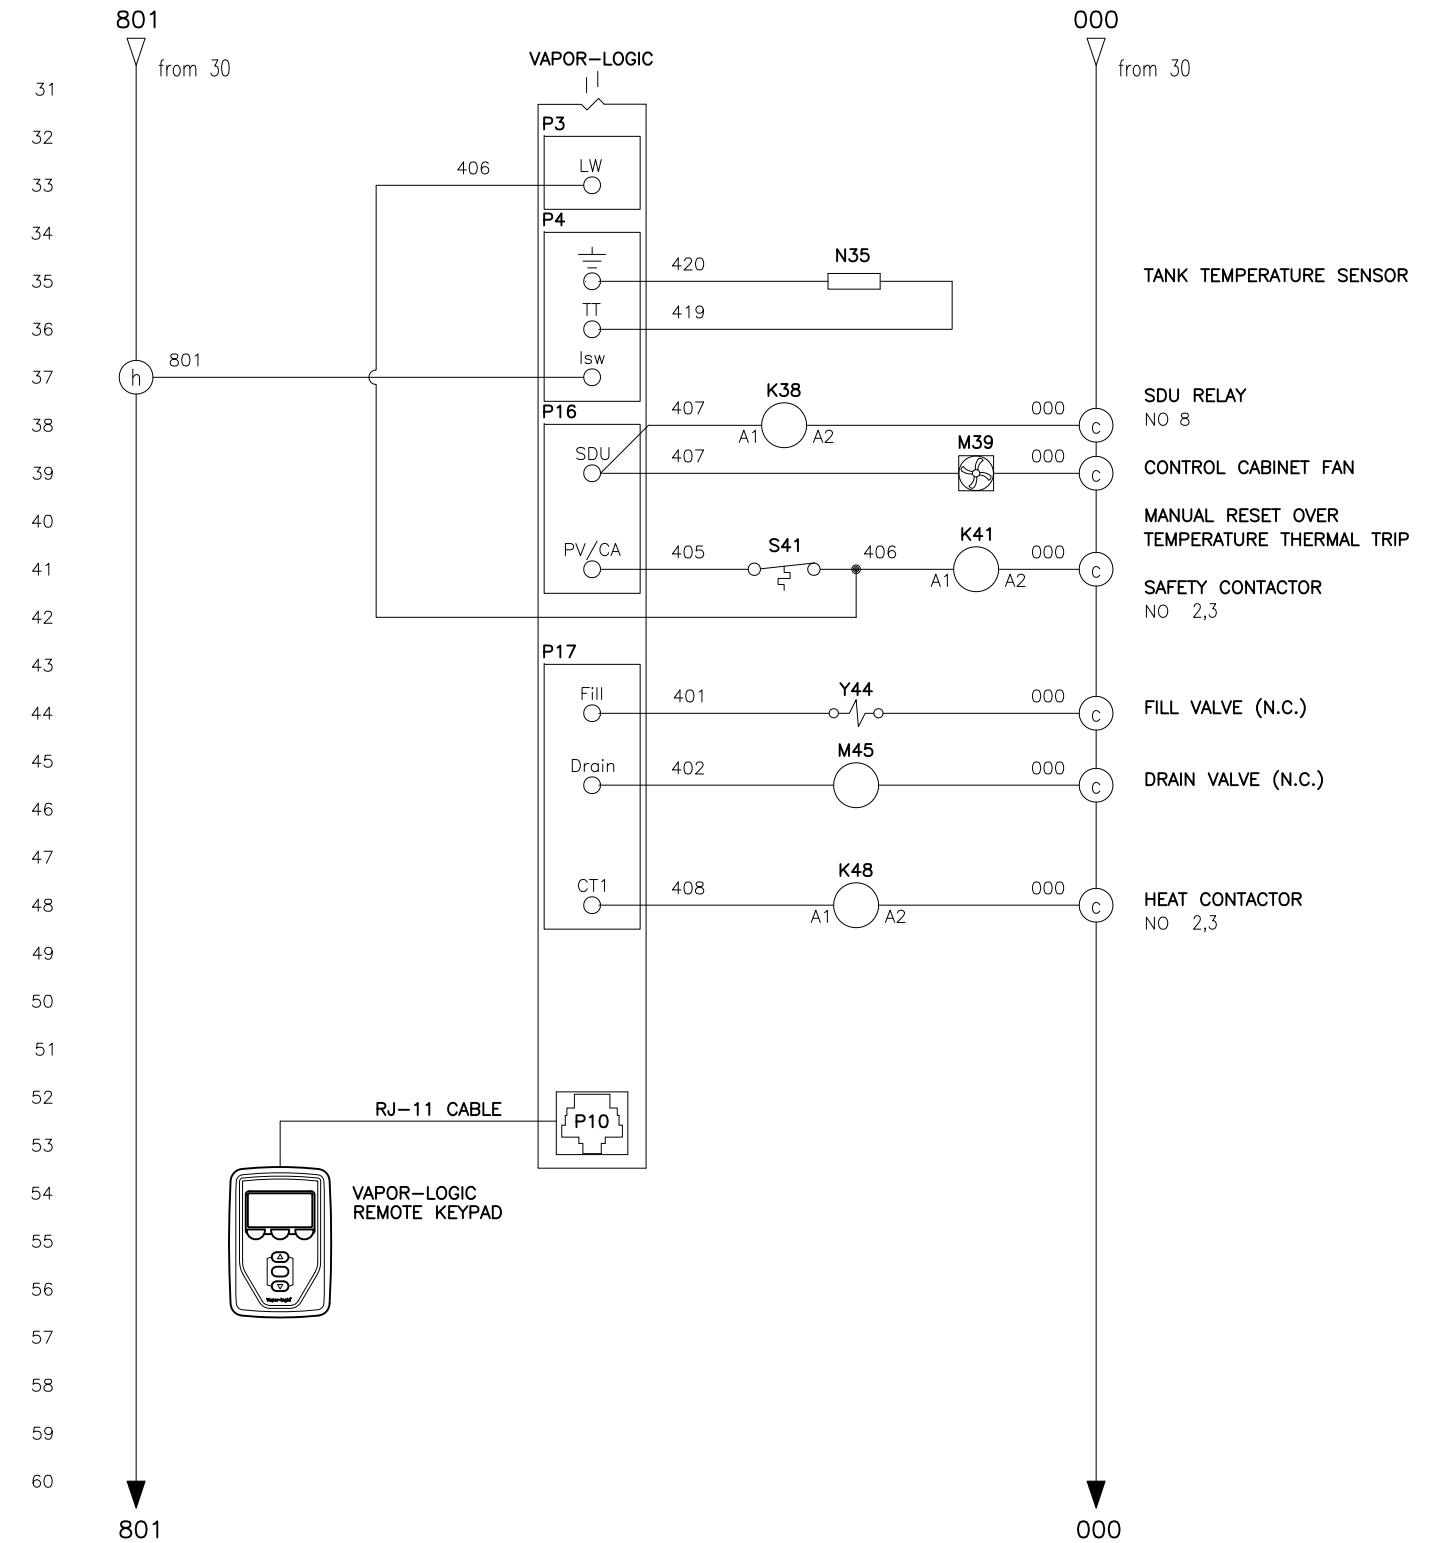 801
000
from 30
from 30
VAPOR-LOGIC
31
32
P3
33
406
LW
34
P4
35
420
N35
TANK TEMPERATURE SENSOR
36
TT
419
37
h
801
Isw
38
P16
407
K38
A1
A2
000
c
SDU RELAY
NO 8
39
SDU
407
M39
000
c
CONTROL CABINET FAN
40
MANUAL RESET OVER
TEMPERATURE THERMAL TRIP
41
PV/CA
405
S41
406
K41
A1
A2
000
c
SAFETY CONTACTOR
NO 2,3
42
43
P17
44
Fill
401
Y44
000
c
FILL VALVE (N.C.)
45
Drain
402
M45
000
c
DRAIN VALVE (N.C.)
46
47
48
CT1
408
K48
A1
A2
000
c
HEAT CONTACTOR
NO 2,3
49
50
51
52
RJ-11 CABLE
P10
53
54
VAPOR-LOGIC
REMOTE KEYPAD
55
56
Vapor-logic
57
58
59
60
801
000